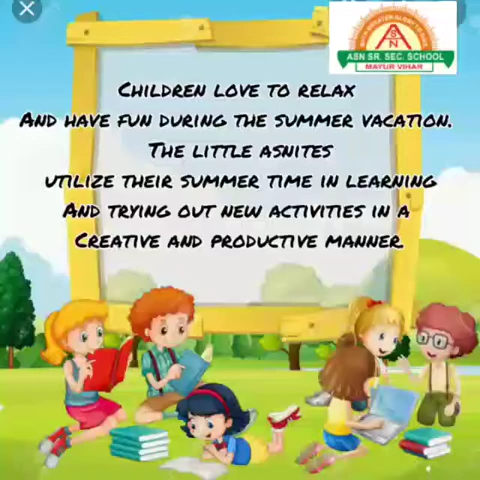 ASN SR. SEC. SCHOOL
MAYUR VIHAR
Children love to relax
And have fun during the summer vacation.
The little asnites
utilize their summer time in learning
And trying out new activities in a
Creative and productive manner.